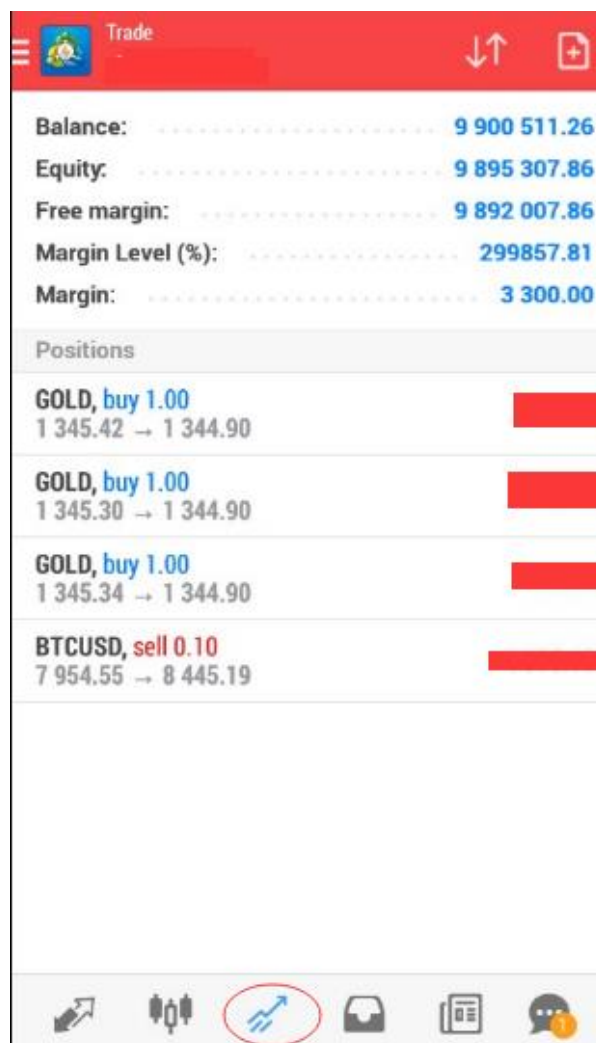 Trade
Balance: 9 900 511.26
Equity: 9 895 307.86
Free margin: 9 892 007.86
Margin Level (%): 299857.81
Margin: 3 300.00
Positions
GOLD, buy 1.00
1 345.42 → 1 344.90
GOLD, buy 1.00
1 345.30 → 1 344.90
GOLD, buy 1.00
1 345.34 → 1 344.90
BTCUSD, sell 0.10
7 954.55 → 8 445.19
1